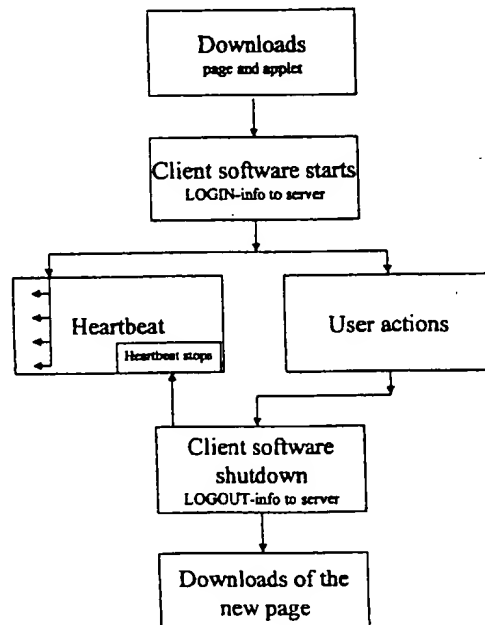 Downloads
page and applet
Client software starts
LOGIN-info to server
Heartbeat
Heartbeat stops
User actions
Client software
shutdown
LOGOUT-info to server
Downloads of the
new page